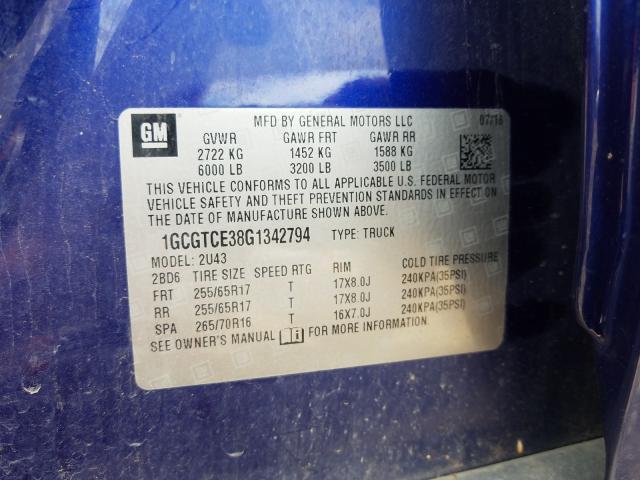 GM
MFD BY GENERAL MOTORS LLC 07/16
GVWR GAWR FRT GAWR RR
2722 KG 1452 KG 1588 KG
6000 LB 3200 LB 3500 LB
THIS VEHICLE CONFORMS TO ALL APPLICABLE U.S. FEDERAL MOTOR
VEHICLE SAFETY AND THEFT PREVENTION STANDARDS IN EFFECT ON
THE DATE OF MANUFACTURE SHOWN ABOVE.
1GCGTCE38G1342794 TYPE: TRUCK
MODEL: 2U43
2BD6 TIRE SIZE SPEED RTG RIM COLD TIRE PRESSURE
FRT 255/65R17 T 17X8.0J 240KPA(35PSI)
RR 255/65R17 T 17X8.0J 240KPA(35PSI)
SPA 265/70R16 T 16X7.0J 240KPA(35PSI)
SEE OWNER'S MANUAL FOR MORE INFORMATION.